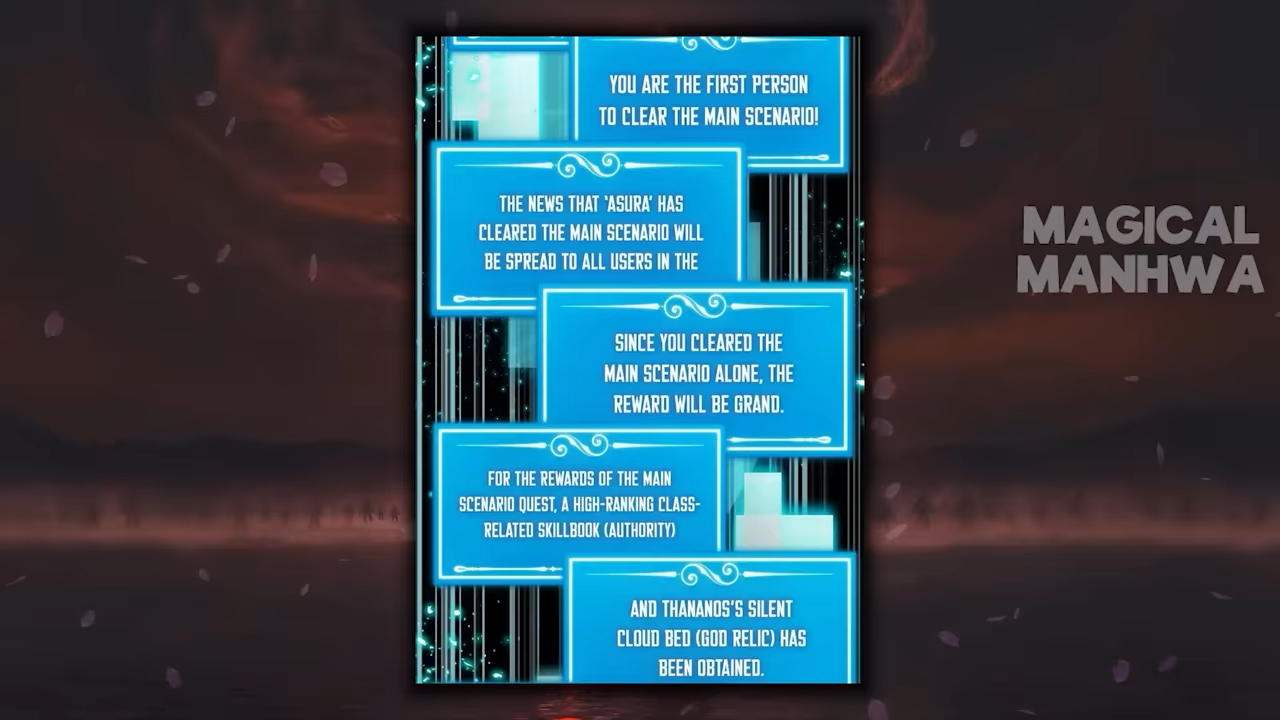 YOU ARE THE FIRST PERSON
TO CLEAR THE MAIN SCENARIO!
THE NEWS THAT 'ASURA' HAS
CLEARED THE MAIN SCENARIO WILL
BE SPREAD TO ALL USERS IN THE
SINCE YOU CLEARED THE
MAIN SCENARIO ALONE, THE
REWARD WILL BE GRAND.
FOR THE REWARDS OF THE MAIN
SCENARIO QUEST, A HIGH-RANKING CLASS-
RELATED SKILLBOOK (AUTHORITY)
AND THANANOS'S SILENT
CLOUD BED (GOD RELIC) HAS
BEEN OBTAINED.
MAGICAL
MANHWA